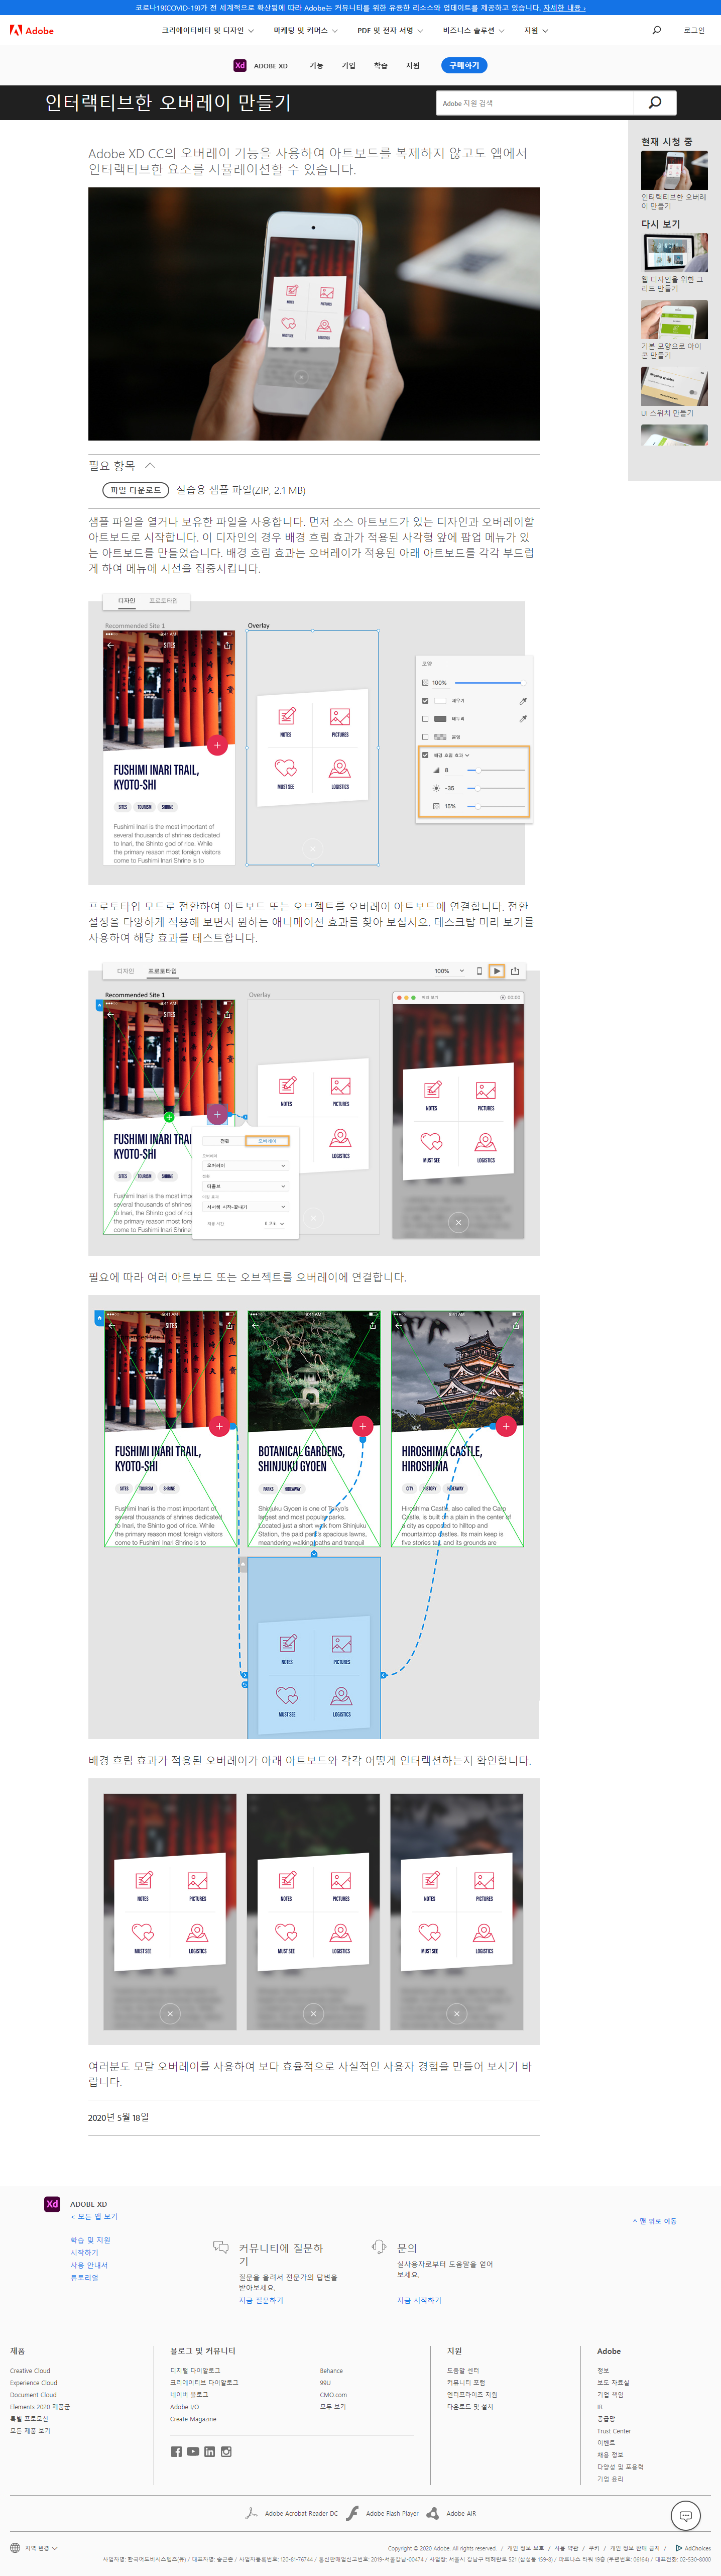 코로나19(COVID-19)가 전 세계적으로 확산됨에 따라 Adobe는 커뮤니티를 위한 유용한 리소스와 업데이트를 제공하고 있습니다. 자세한 내용 ›
Adobe
크리에이티비티 및 디자인
마케팅 및 커머스
PDF 및 전자 서명
비즈니스 솔루션
지원
로그인
Xd ADOBE XD
기능
기업
학습
지원
구매하기
인터랙티브한 오버레이 만들기
Adobe 지원 검색
Adobe XD CC의 오버레이 기능을 사용하여 아트보드를 복제하지 않고도 앱에서
인터랙티브한 요소를 시뮬레이션할 수 있습니다.
현재 시청 중
인터랙티브한 오버레
이 만들기
다시 보기
웹 디자인을 위한 그
리드 만들기
기본 모양으로 아이
콘 만들기
UI 스위치 만들기
NOTES
PICTURES
MUST SEE
LOGISTICS
필요 항목
파일 다운로드
실습용 샘플 파일(ZIP, 2.1 MB)
샘플 파일을 열거나 보유한 파일을 사용합니다. 먼저 소스 아트보드가 있는 디자인과 오버레이할
아트보드로 시작합니다. 이 디자인의 경우 배경 흐림 효과가 적용된 사각형 앞에 팝업 메뉴가 있
는 아트보드를 만들었습니다. 배경 흐림 효과는 오버레이가 적용된 아래 아트보드를 각각 부드럽
게 하여 메뉴에 시선을 집중시킵니다.
디자인
프로토타입
Recommended Site 1
Overlay
9:41 AM
SITES
FUSHIMI INARI TRAIL,
KYOTO-SHI
SITES
TOURISM
SHRINE
Fushimi Inari is the most important of
several thousands of shrines dedicated
to Inari, the Shinto god of rice. While
the primary reason most foreign visitors
come to Fushimi Inari Shrine is to
NOTES
PICTURES
MUST SEE
LOGISTICS
모양
100%
채우기
테두리
음영
배경 흐림 효과
8
-35
15%
프로토타입 모드로 전환하여 아트보드 또는 오브젝트를 오버레이 아트보드에 연결합니다. 전환
설정을 다양하게 적용해 보면서 원하는 애니메이션 효과를 찾아 보십시오. 데스크탑 미리 보기를
사용하여 해당 효과를 테스트합니다.
디자인
프로토타입
100%
Recommended Site 1
Overlay
9:41 AM
SITES
FUSHIMI INARI TRAI
KYOTO-SHI
SITES
TOURISM
SHRINE
Fushimi Inari is the most imp
several thousands of shrines
to Inari, the Shinto god of ric
the primary reason most fore
come to Fushimi Inari Shrine
전환
오버레이
오버레이
오버레이
전환
디졸브
이징 효과
서서히 시작-끝내기
재생 시간
0.2초
NOTES
PICTURES
LOGISTICS
미리 보기
00:00
NOTES
PICTURES
MUST SEE
LOGISTICS
필요에 따라 여러 아트보드 또는 오브젝트를 오버레이에 연결합니다.
9:41 AM
SITES
FUSHIMI INARI TRAIL,
KYOTO-SHI
SITES
TOURISM
SHRINE
Fushimi Inari is the most important of
several thousands of shrines dedicated
to Inari, the Shinto god of rice. While
the primary reason most foreign visitors
come to Fushimi Inari Shrine is to
BOTANICAL GARDENS,
SHINJUKU GYOEN
PARKS
HIDEAWAY
Shinjuku Gyoen is one of Tokyo's
largest and most popular parks.
Located just a short walk from Shinjuku
Station, the paid park's spacious lawns,
meandering walking paths and tranquil
9:41 AM
HIROSHIMA CASTLE,
HIROSHIMA
CITY
HISTORY
HIDEAWAY
Hiroshima Castle, also called the Carp
Castle, is built on a plain in the center of
a city as opposed to hilltop and
mountaintop castles. Its main keep is
five stories tall, and its grounds are
NOTES
PICTURES
MUST SEE
LOGISTICS
배경 흐림 효과가 적용된 오버레이가 아래 아트보드와 각각 어떻게 인터랙션하는지 확인합니다.
NOTES
PICTURES
MUST SEE
LOGISTICS
NOTES
PICTURES
MUST SEE
LOGISTICS
NOTES
PICTURES
MUST SEE
LOGISTICS
여러분도 모달 오버레이를 사용하여 보다 효율적으로 사실적인 사용자 경험을 만들어 보시기 바
랍니다.
2020년 5월 18일
Xd ADOBE XD
< 모든 앱 보기
학습 및 지원
시작하기
사용 안내서
튜토리얼
커뮤니티에 질문하
기
질문을 올려서 전문가의 답변을
받아보세요.
지금 질문하기
문의
실사용자로부터 도움말을 얻어
보세요.
지금 시작하기
^ 맨 위로 이동
제품
Creative Cloud
Experience Cloud
Document Cloud
Elements 2020 제품군
특별 프로모션
모든 제품 보기
블로그 및 커뮤니티
디지털 다이알로그
크리에이티브 다이알로그
네이버 블로그
Adobe I/O
Create Magazine
Behance
99U
CMO.com
모두 보기
지원
도움말 센터
커뮤니티 포럼
엔터프라이즈 지원
다운로드 및 설치
Adobe
정보
보도 자료실
기업 책임
IR
공급망
Trust Center
이벤트
채용 정보
다양성 및 포용력
기업 윤리
Adobe Acrobat Reader DC
Adobe Flash Player
Adobe AIR
지역 변경
Copyright © 2020 Adobe. All rights reserved. / 개인 정보 보호 / 사용 약관 / 쿠키 / 개인 정보 판매 금지 / AdChoices
사업자명: 한국어도비시스템즈(유) / 대표자명: 송근존 / 사업자등록번호: 120-81-76744 / 통신판매업신고번호: 2019-서울강남-00474 / 사업장: 서울시 강남구 테헤란로 521 (삼성동 159-8) / 파르나스 타워 19층 (우편번호: 06164) / 대표전화: 02-530-8000